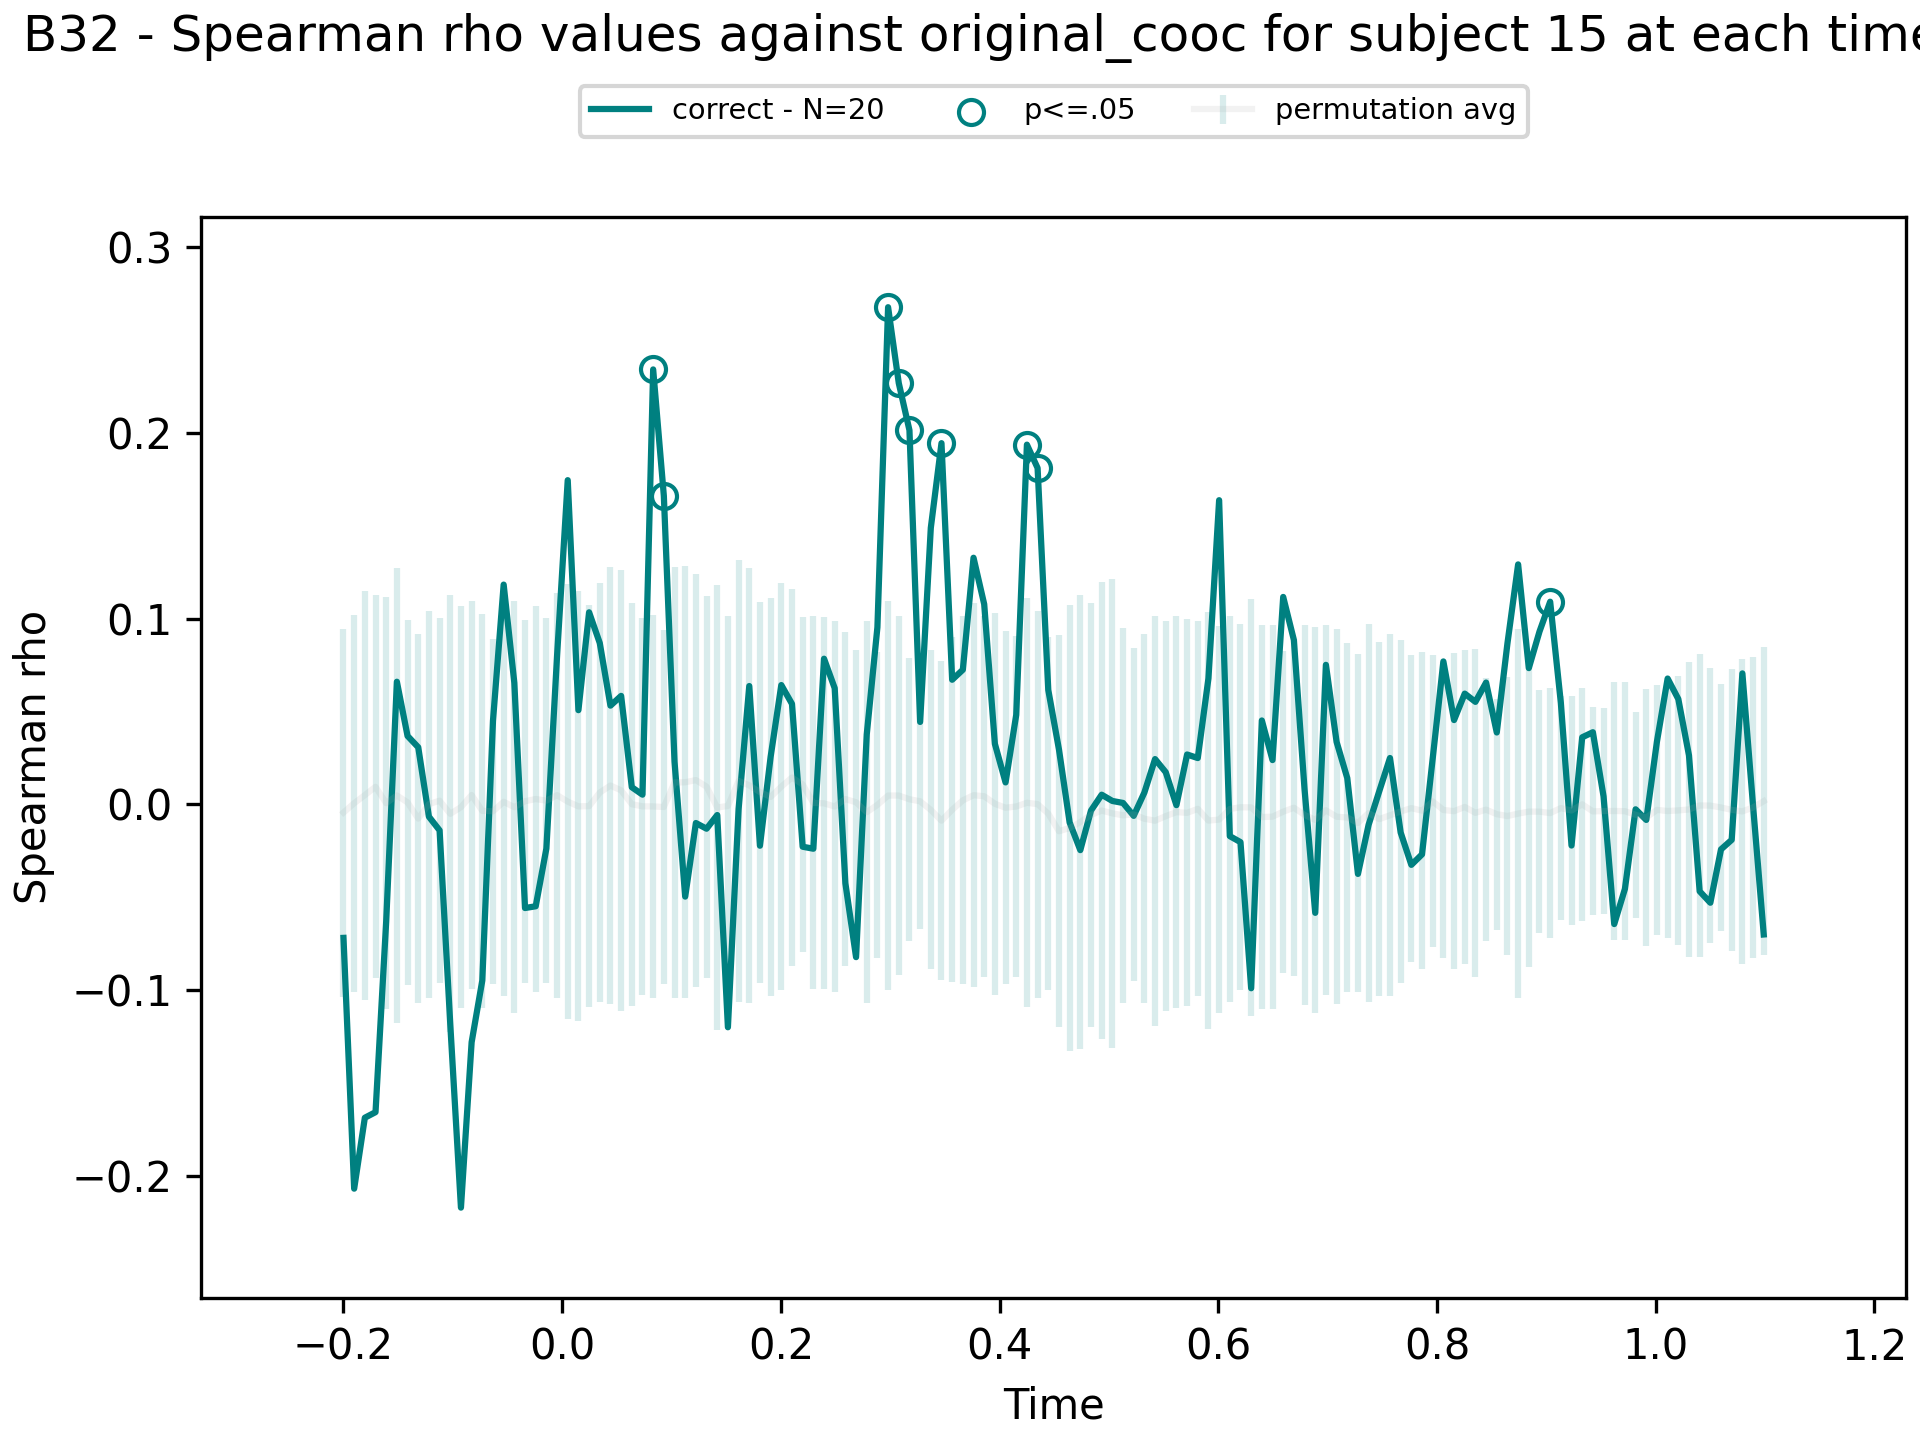 B32 - Spearman rho values against original_cooc for subject 15 at each time
correct - N=20 p<=.05 permutation avg
0.3
0.2
0.1
0.0
−0.1
−0.2
Spearman rho
−0.2 0.0 0.2 0.4 0.6 0.8 1.0 1.2
Time